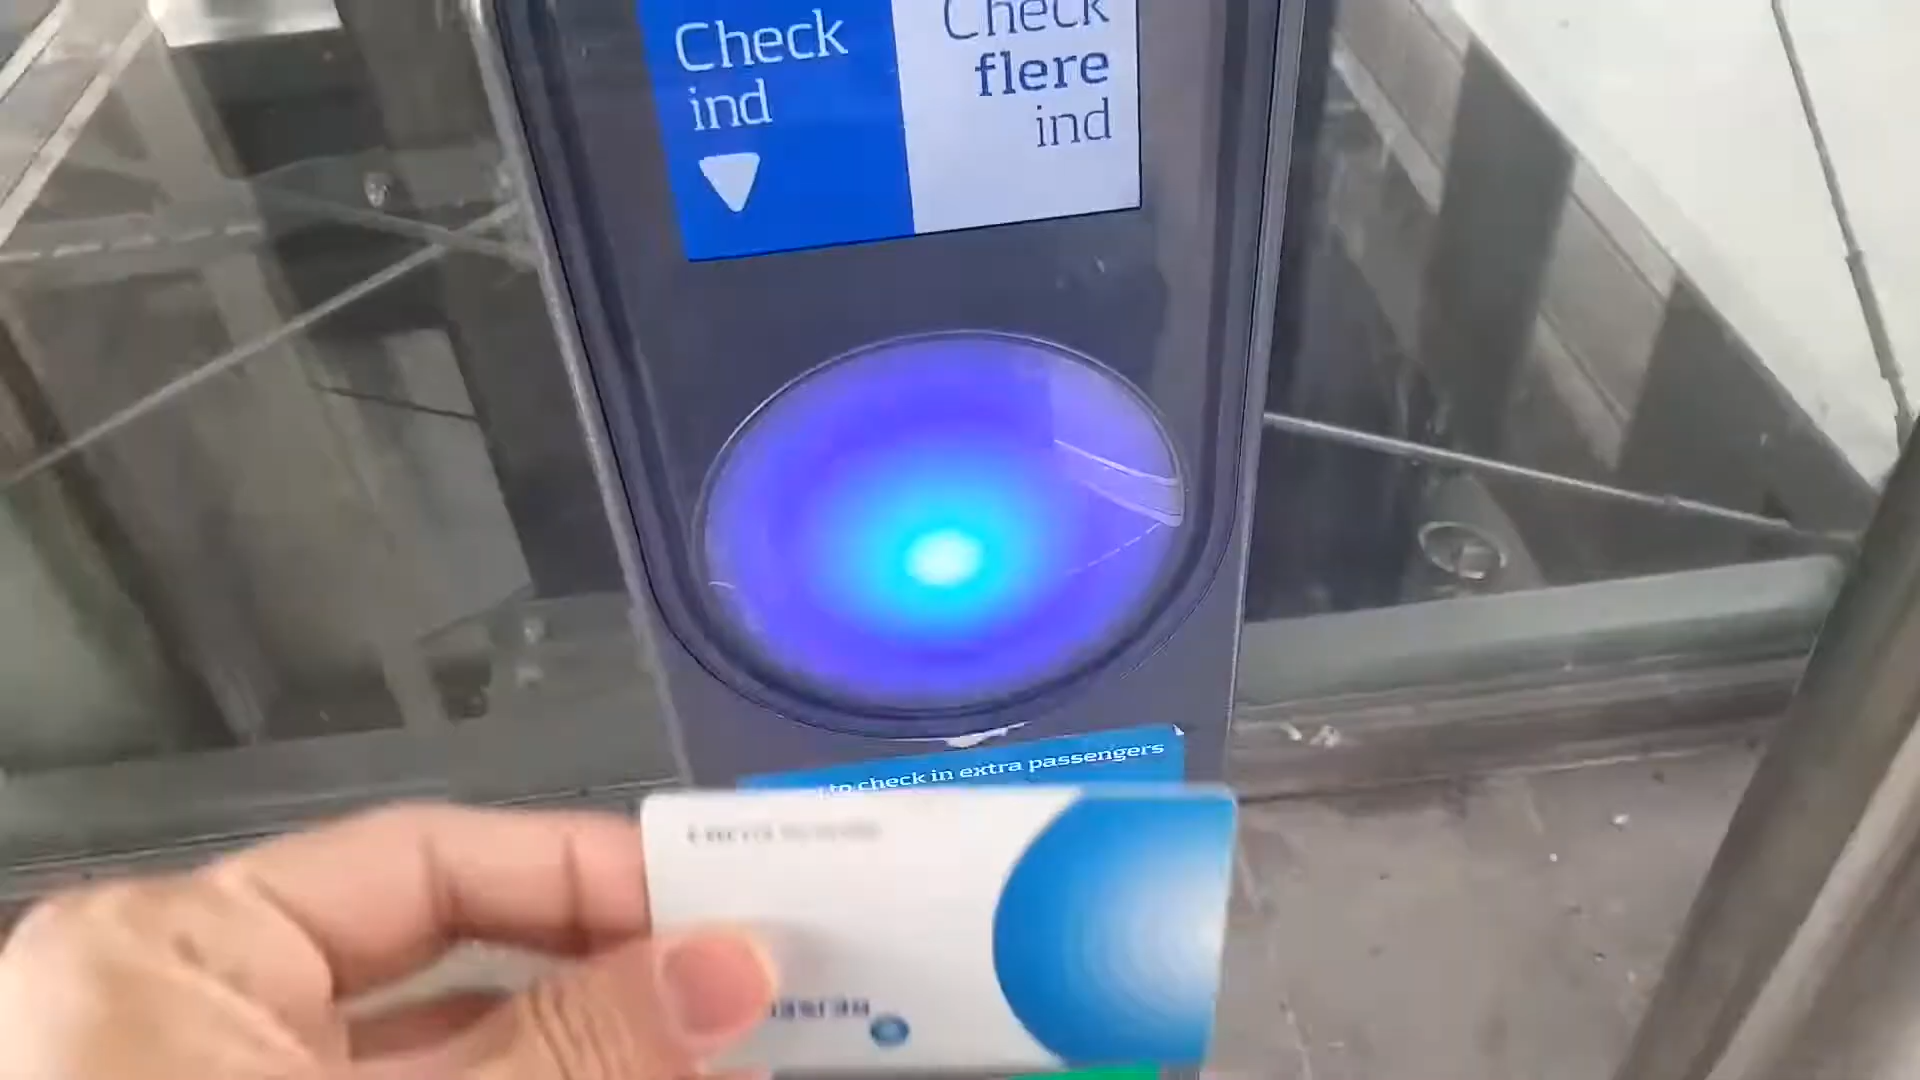 Check
ind
Check
flere
ind
to check in extra passengers